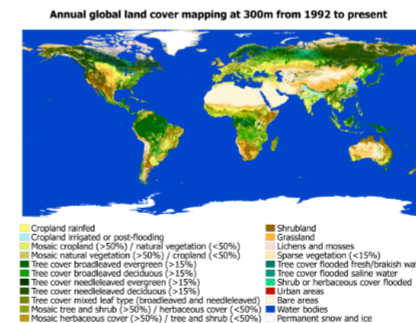 Annual global land cover mapping at 300m from 1992 to present
Cropland rainfed
Cropland irrigated or post-flooding
Mosaic cropland (>50%) / natural vegetation (<50%)
Mosaic natural vegetation (>50%) / cropland (<50%)
Tree cover broadleaved evergreen (>15%)
Tree cover broadleaved deciduous (>15%)
Tree cover needleleaved evergreen (>15%)
Tree cover needleleaved deciduous (>15%)
Tree cover mixed leaf type (broadleaved and needleleaved)
Mosaic tree and shrub (>50%) / herbaceous cover (<50%)
Mosaic herbaceous cover (>50%) / tree and shrub (<50%)
Shrubland
Grassland
Lichens and mosses
Sparse vegetation (<15%)
Tree cover flooded fresh/brakish wat
Tree cover flooded saline water
Shrub or herbaceous cover flooded
Urban areas
Bare areas
Water bodies
Permanent snow and ice